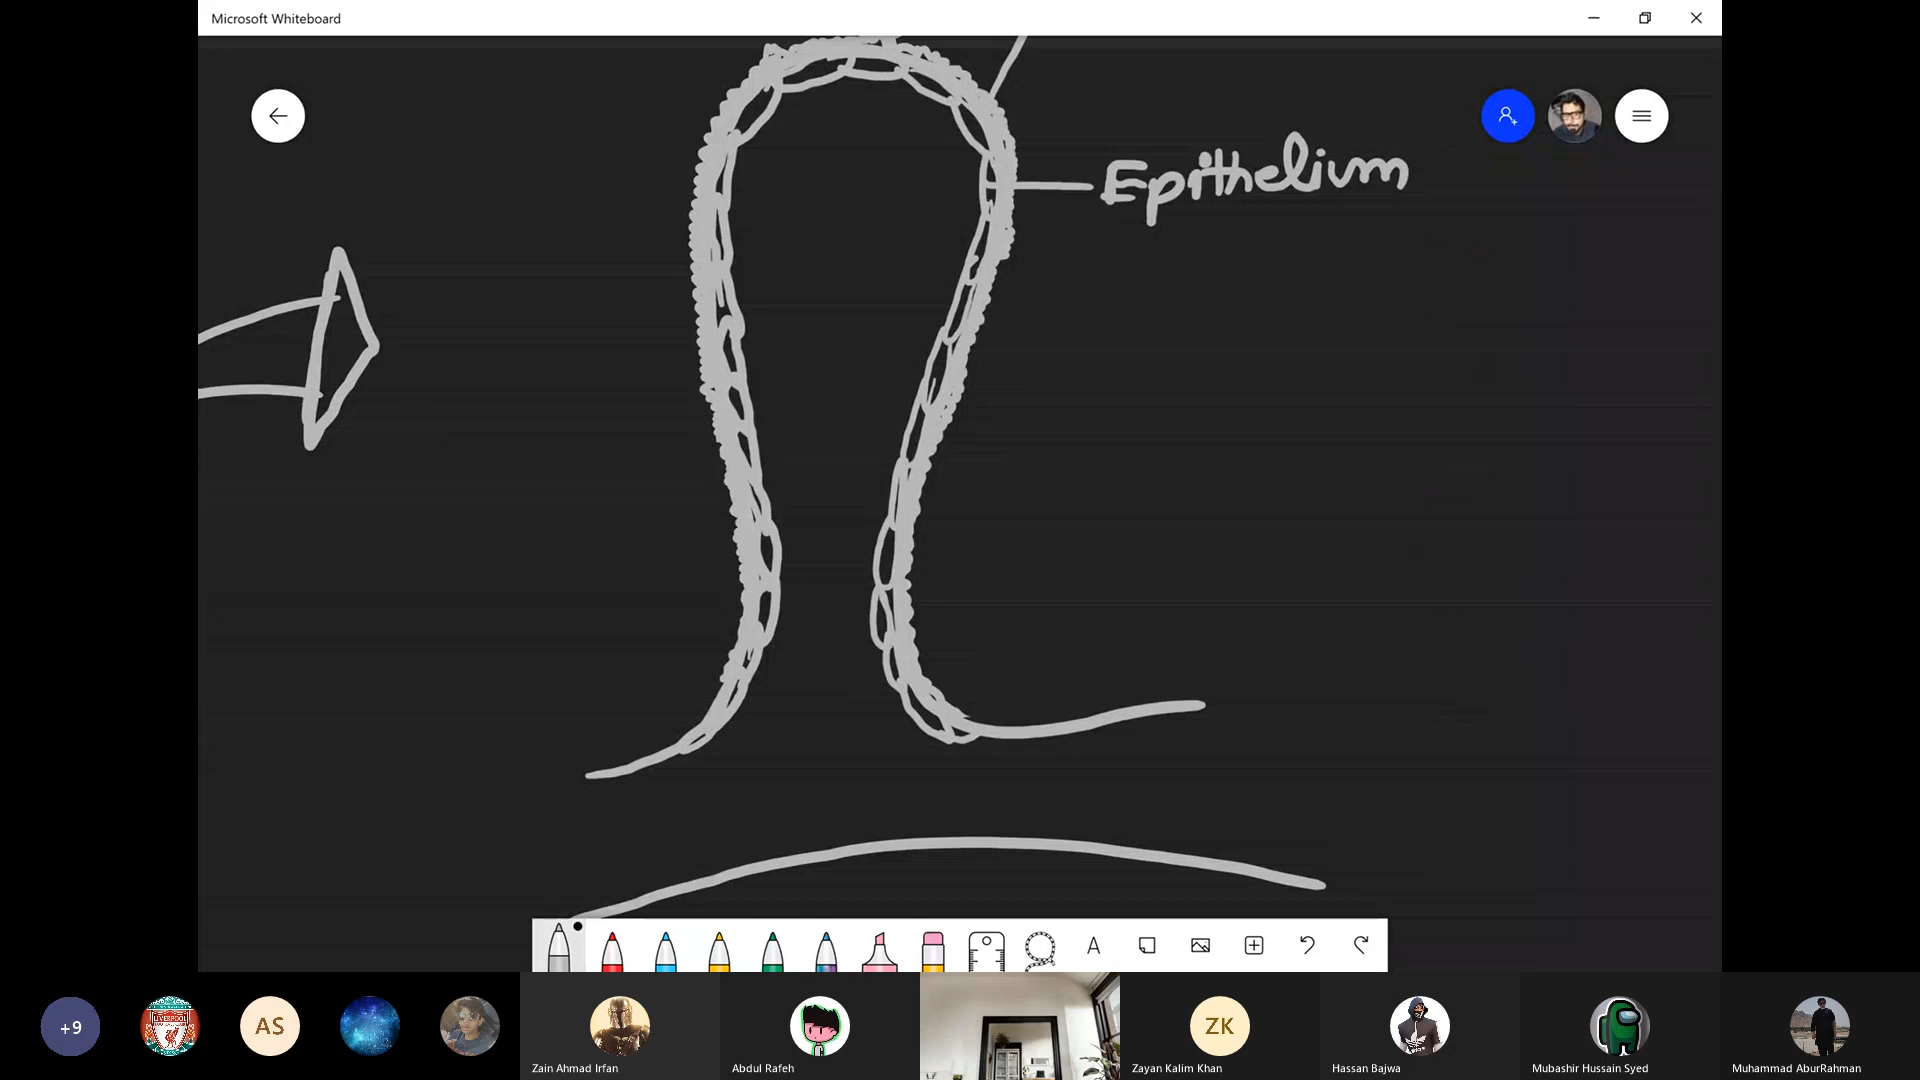 Microsoft Whiteboard
Epithelium
+9
LIVERPOOL
AS
ZK
Zain Ahmad Irfan
Abdul Rafeh
Zayan Kalim Khan
Hassan Bajwa
Mubashir Hussain Syed
Muhammad AburRahman